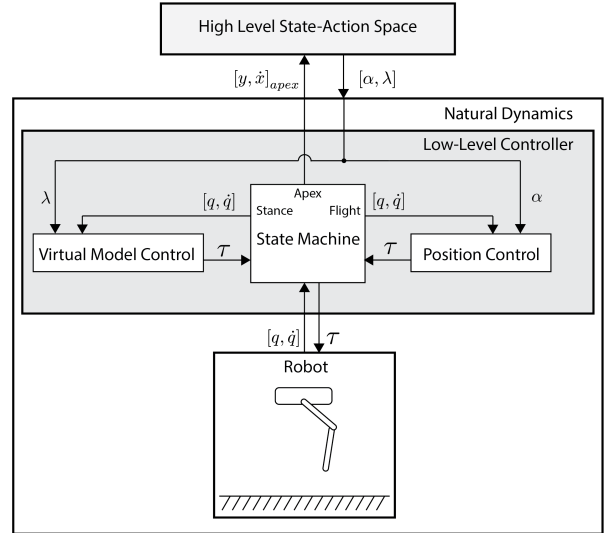 High Level State-Action Space
[y, ẋ]apex
[α, λ]
Natural Dynamics
Low-Level Controller
λ
[q, q̇]
Apex
Stance
Flight
[q, q̇]
α
Virtual Model Control
τ
State Machine
τ
Position Control
[q, q̇]
τ
Robot